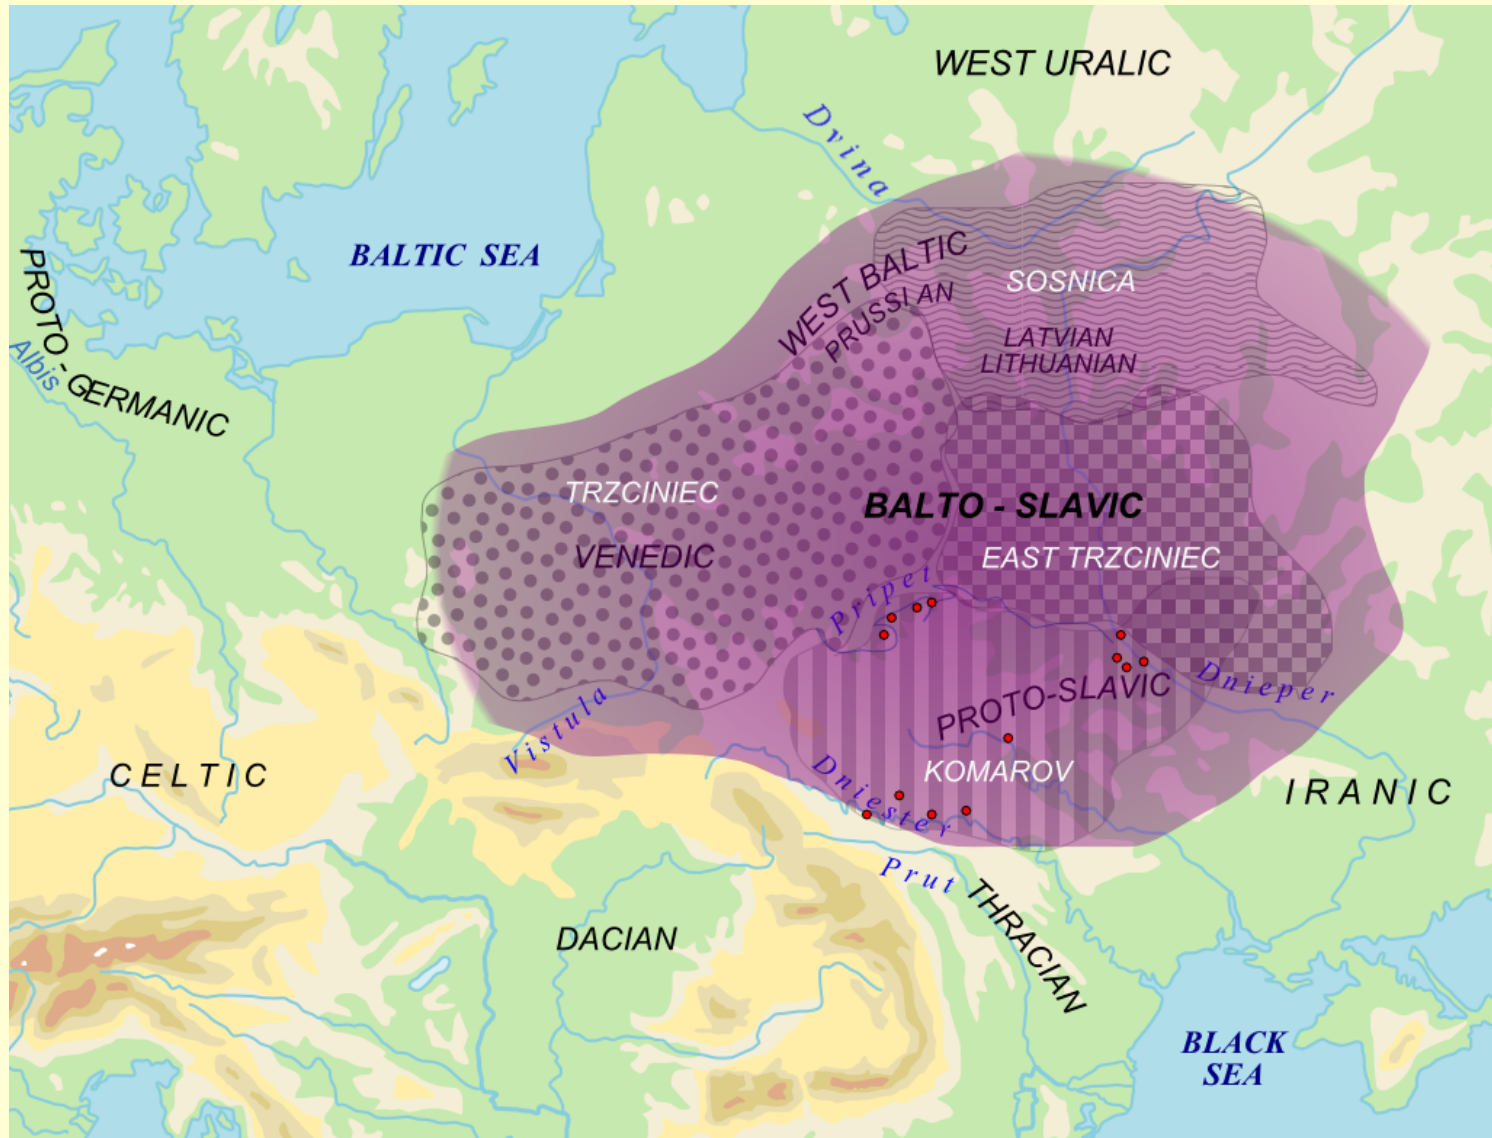 WEST URALIC
Dvina
BALTIC SEA
PROTO-GERMANIC
Albis
WEST BALTIC
PRUSSIAN
SOSNICA
LATVIAN
LITHUANIAN
TRZCINIEC
BALTO - SLAVIC
VENEDIC
EAST TRZCINIEC
Pripet
Dnieper
PROTO-SLAVIC
Vistula
CELTIC
KOMAROV
Dniester
IRANIC
Prut
THRACIAN
DACIAN
BLACK
SEA